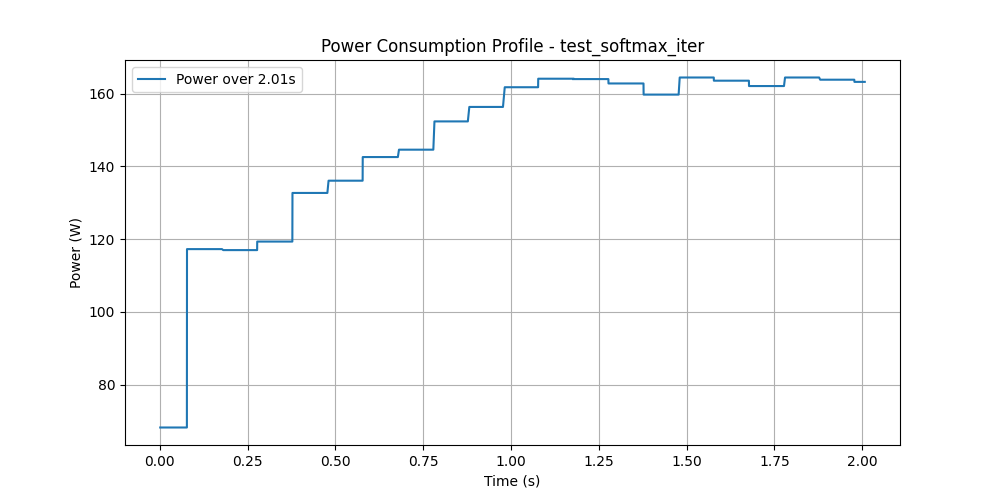 Power Consumption Profile - test_softmax_iter
Power over 2.01s
160
140
120
100
80
Power (W)
0.00 0.25 0.50 0.75 1.00 1.25 1.50 1.75 2.00
Time (s)